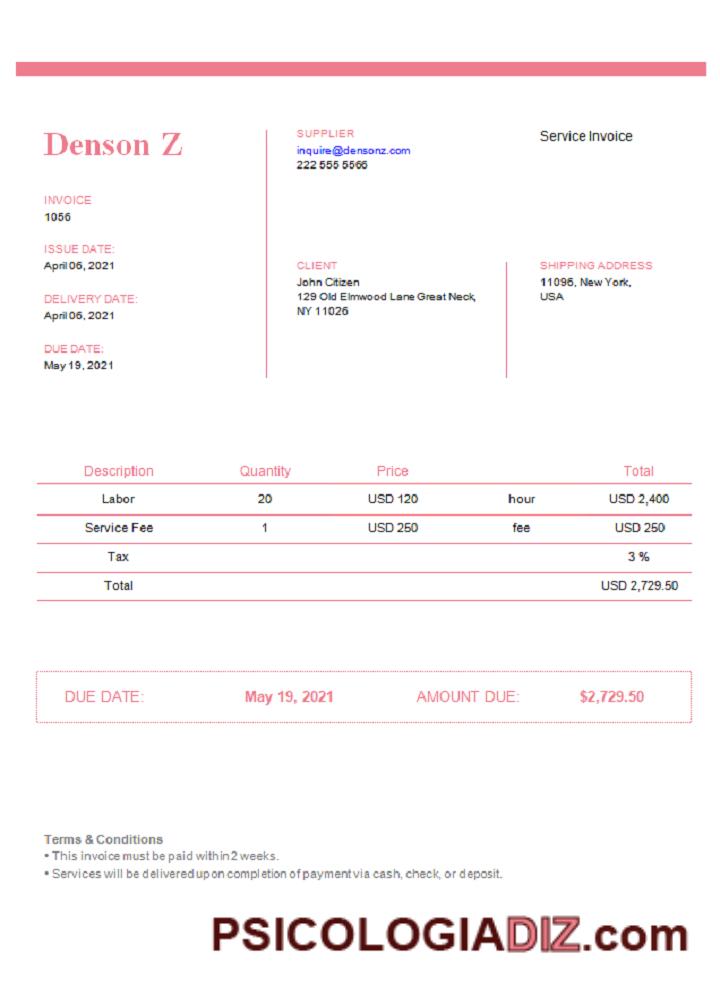 Denson Z
INVOICE
1056
ISSUE DATE:
April 06, 2021
DELIVERY DATE:
April 06, 2021
DUE DATE:
May 19, 2021
SUPPLIER
inquire@densonz.com
222 555 5565
Service Invoice
CLIENT
John Citizen
129 Old Elmwood Lane Great Neck,
NY 11026
SHIPPING ADDRESS
11095, New York,
USA
Description Quantity Price Total
Labor 20 USD 120 hour USD 2,400
Service Fee 1 USD 250 fee USD 250
Tax 3 %
Total USD 2,729.50
DUE DATE: May 19, 2021 AMOUNT DUE: $2,729.50
Terms & Conditions
• This invoice must be paid within 2 weeks.
• Services will be delivered upon completion of payment via cash, check, or deposit.
PSICOLOGIADIZ.com